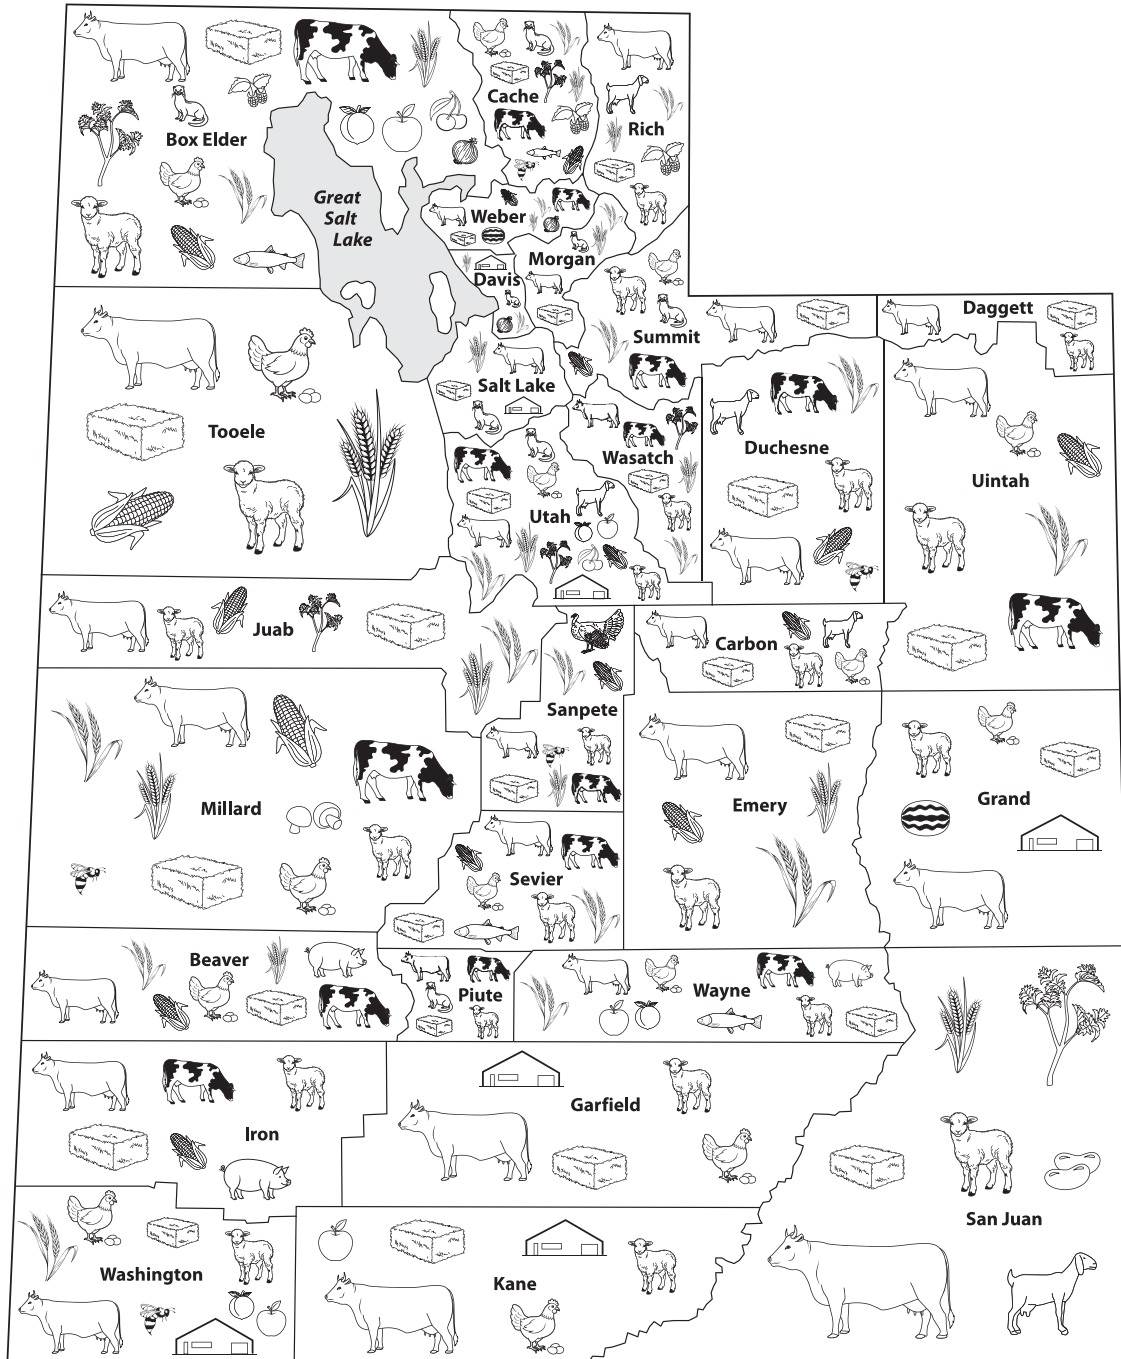 Cache
Rich
Box Elder
Great
Salt
Lake
Weber
Morgan
Davis
Daggett
Summit
Salt Lake
Tooele
Wasatch
Duchesne
Uintah
Utah
Juab
Carbon
Sanpete
Millard
Emery
Grand
Sevier
Beaver
Piute
Wayne
Garfield
Iron
San Juan
Washington
Kane